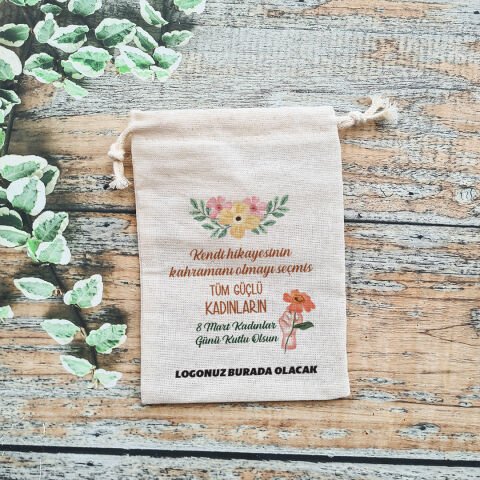 Kendi hikayesinin
kahramanı olmayı seçmiş
TÜM GÜÇLÜ
KADINLARIN
8 Mart Kadınlar
Günü Kutlu Olsun
LOGONUZ BURADA OLACAK